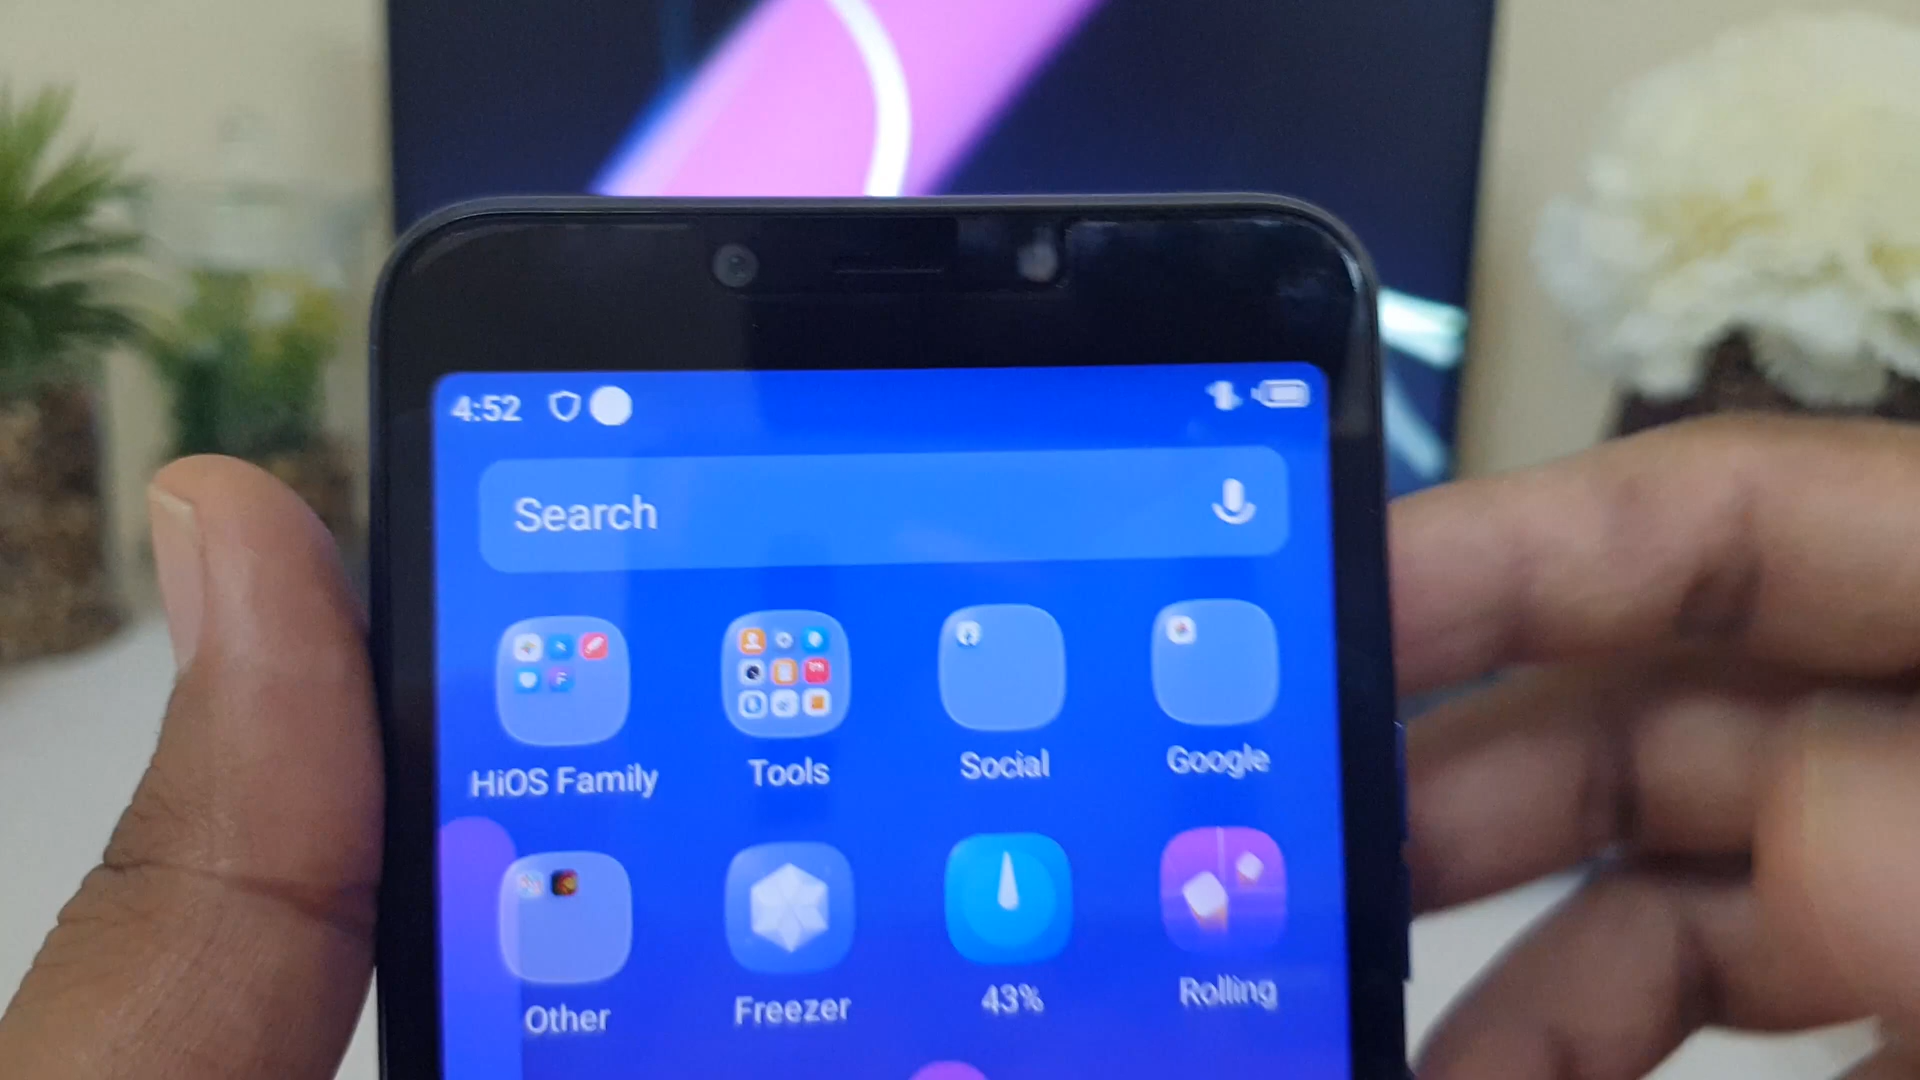 4:52
Search
HiOS Family
Tools
Social
Google
Other
Freezer
43%
Rolling